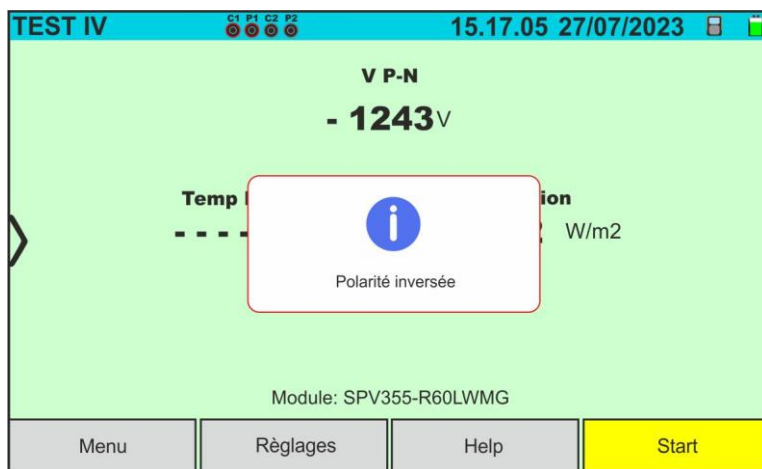 TEST IV C1 P1 C2 P2 15.17.05 27/07/2023
V P-N
- 1243V
Temp ion
- - - - W/m2
Polarité inversée
Module: SPV355-R60LWMG
Menu Règlages Help Start